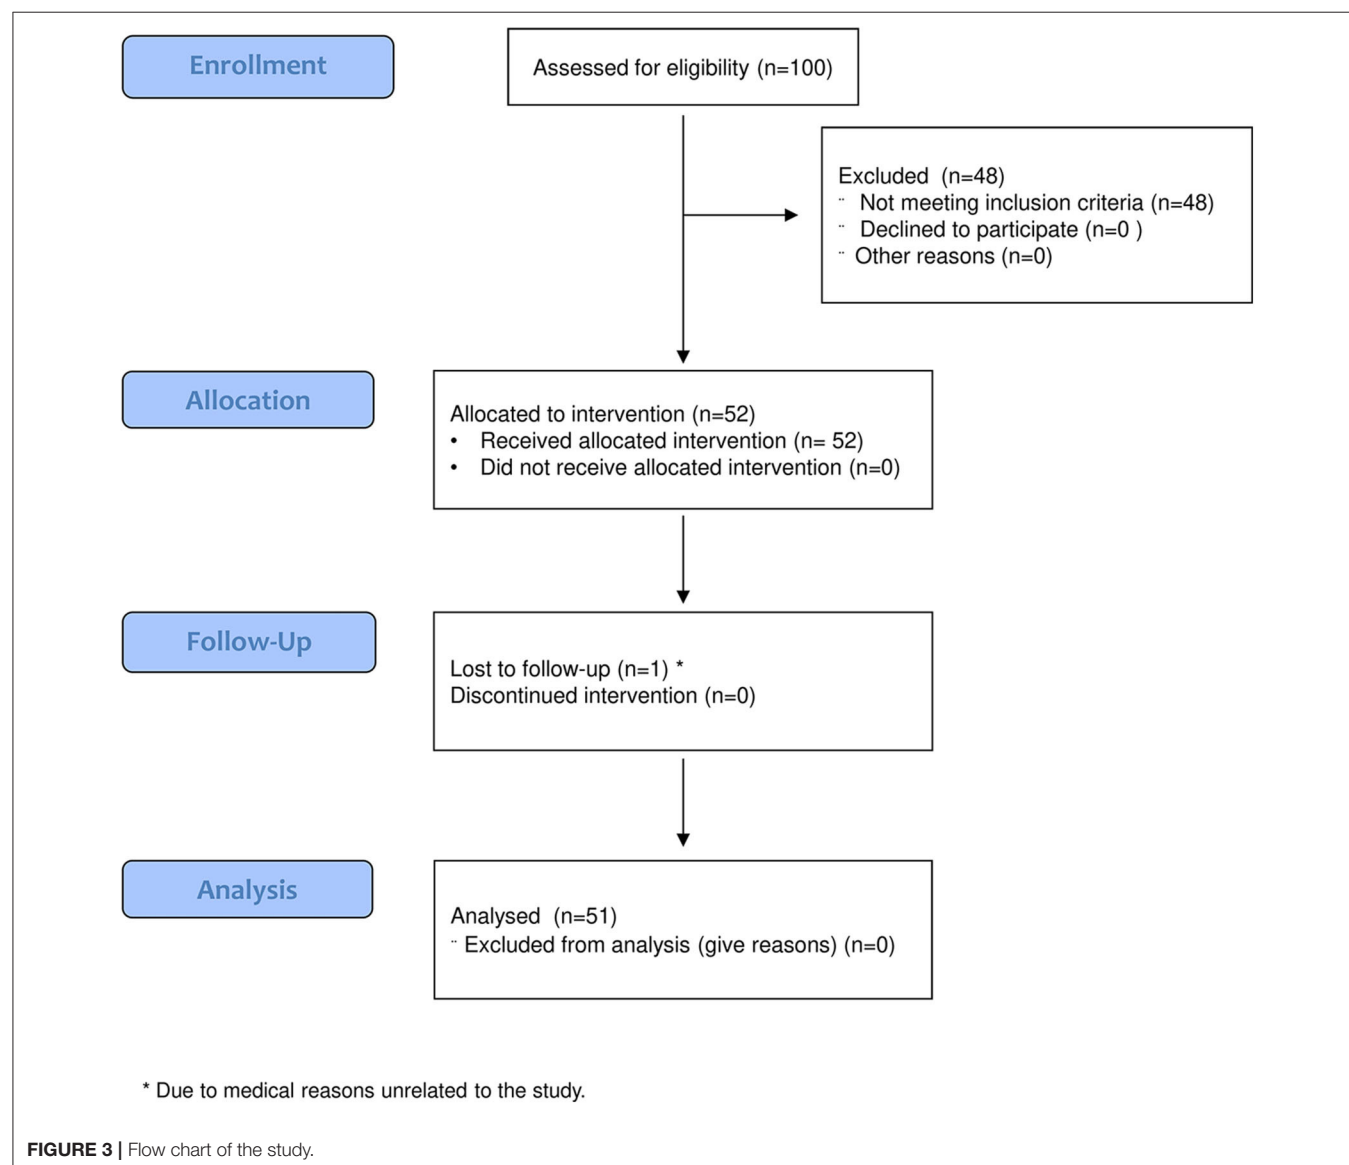 Enrollment
Assessed for eligibility (n=100)
Excluded  (n=48)
¨ Not meeting inclusion criteria (n=48)
¨ Declined to participate (n=0 )
¨ Other reasons (n=0)
Allocation
Allocated to intervention (n=52)
• Received allocated intervention (n= 52)
• Did not receive allocated intervention (n=0)
Follow-Up
Lost to follow-up (n=1) *
Discontinued intervention (n=0)
Analysis
Analysed  (n=51)
¨ Excluded from analysis (give reasons) (n=0)
* Due to medical reasons unrelated to the study.
FIGURE 3 | Flow chart of the study.